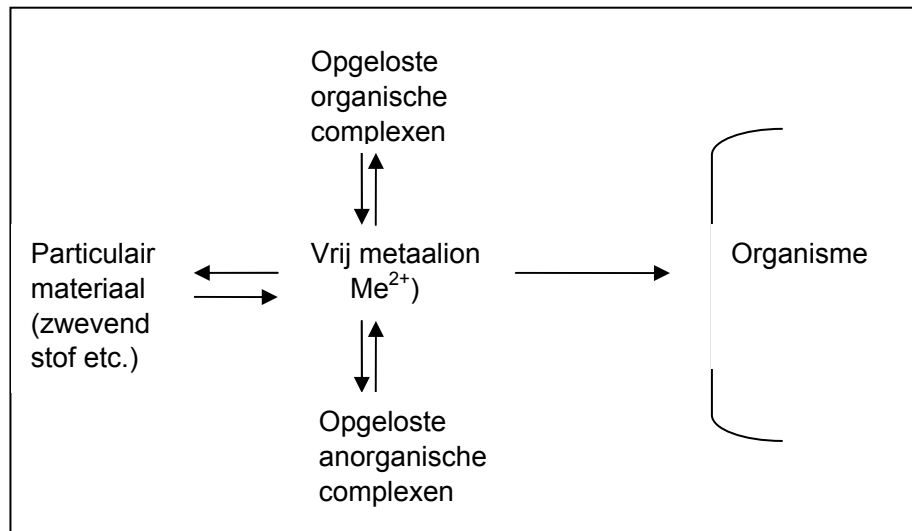 Opgeloste
organische
complexen
Particulair
materiaal
(zwevend
stof etc.)
Vrij metaalion
Me²⁺)
Organisme
Opgeloste
anorganische
complexen